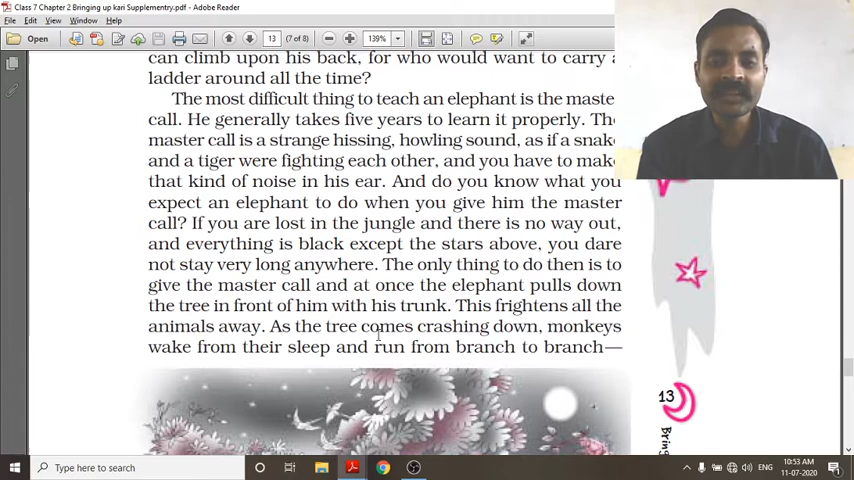 Class 7 Chapter 2 Bringing up kari Supplementry.pdf - Adobe Reader
File Edit View Window Help
Open 13 (7 of 8) 139%
can climb upon his back, for who would want to carry a
ladder around all the time?
The most difficult thing to teach an elephant is the maste
call. He generally takes five years to learn it properly. The
master call is a strange hissing, howling sound, as if a snak
and a tiger were fighting each other, and you have to make
that kind of noise in his ear. And do you know what you
expect an elephant to do when you give him the master
call? If you are lost in the jungle and there is no way out,
and everything is black except the stars above, you dare
not stay very long anywhere. The only thing to do then is to
give the master call and at once the elephant pulls down
the tree in front of him with his trunk. This frightens all the
animals away. As the tree comes crashing down, monkeys
wake from their sleep and run from branch to branch—
13
Bring
Type here to search
ENG
10:53 AM
11-07-2020